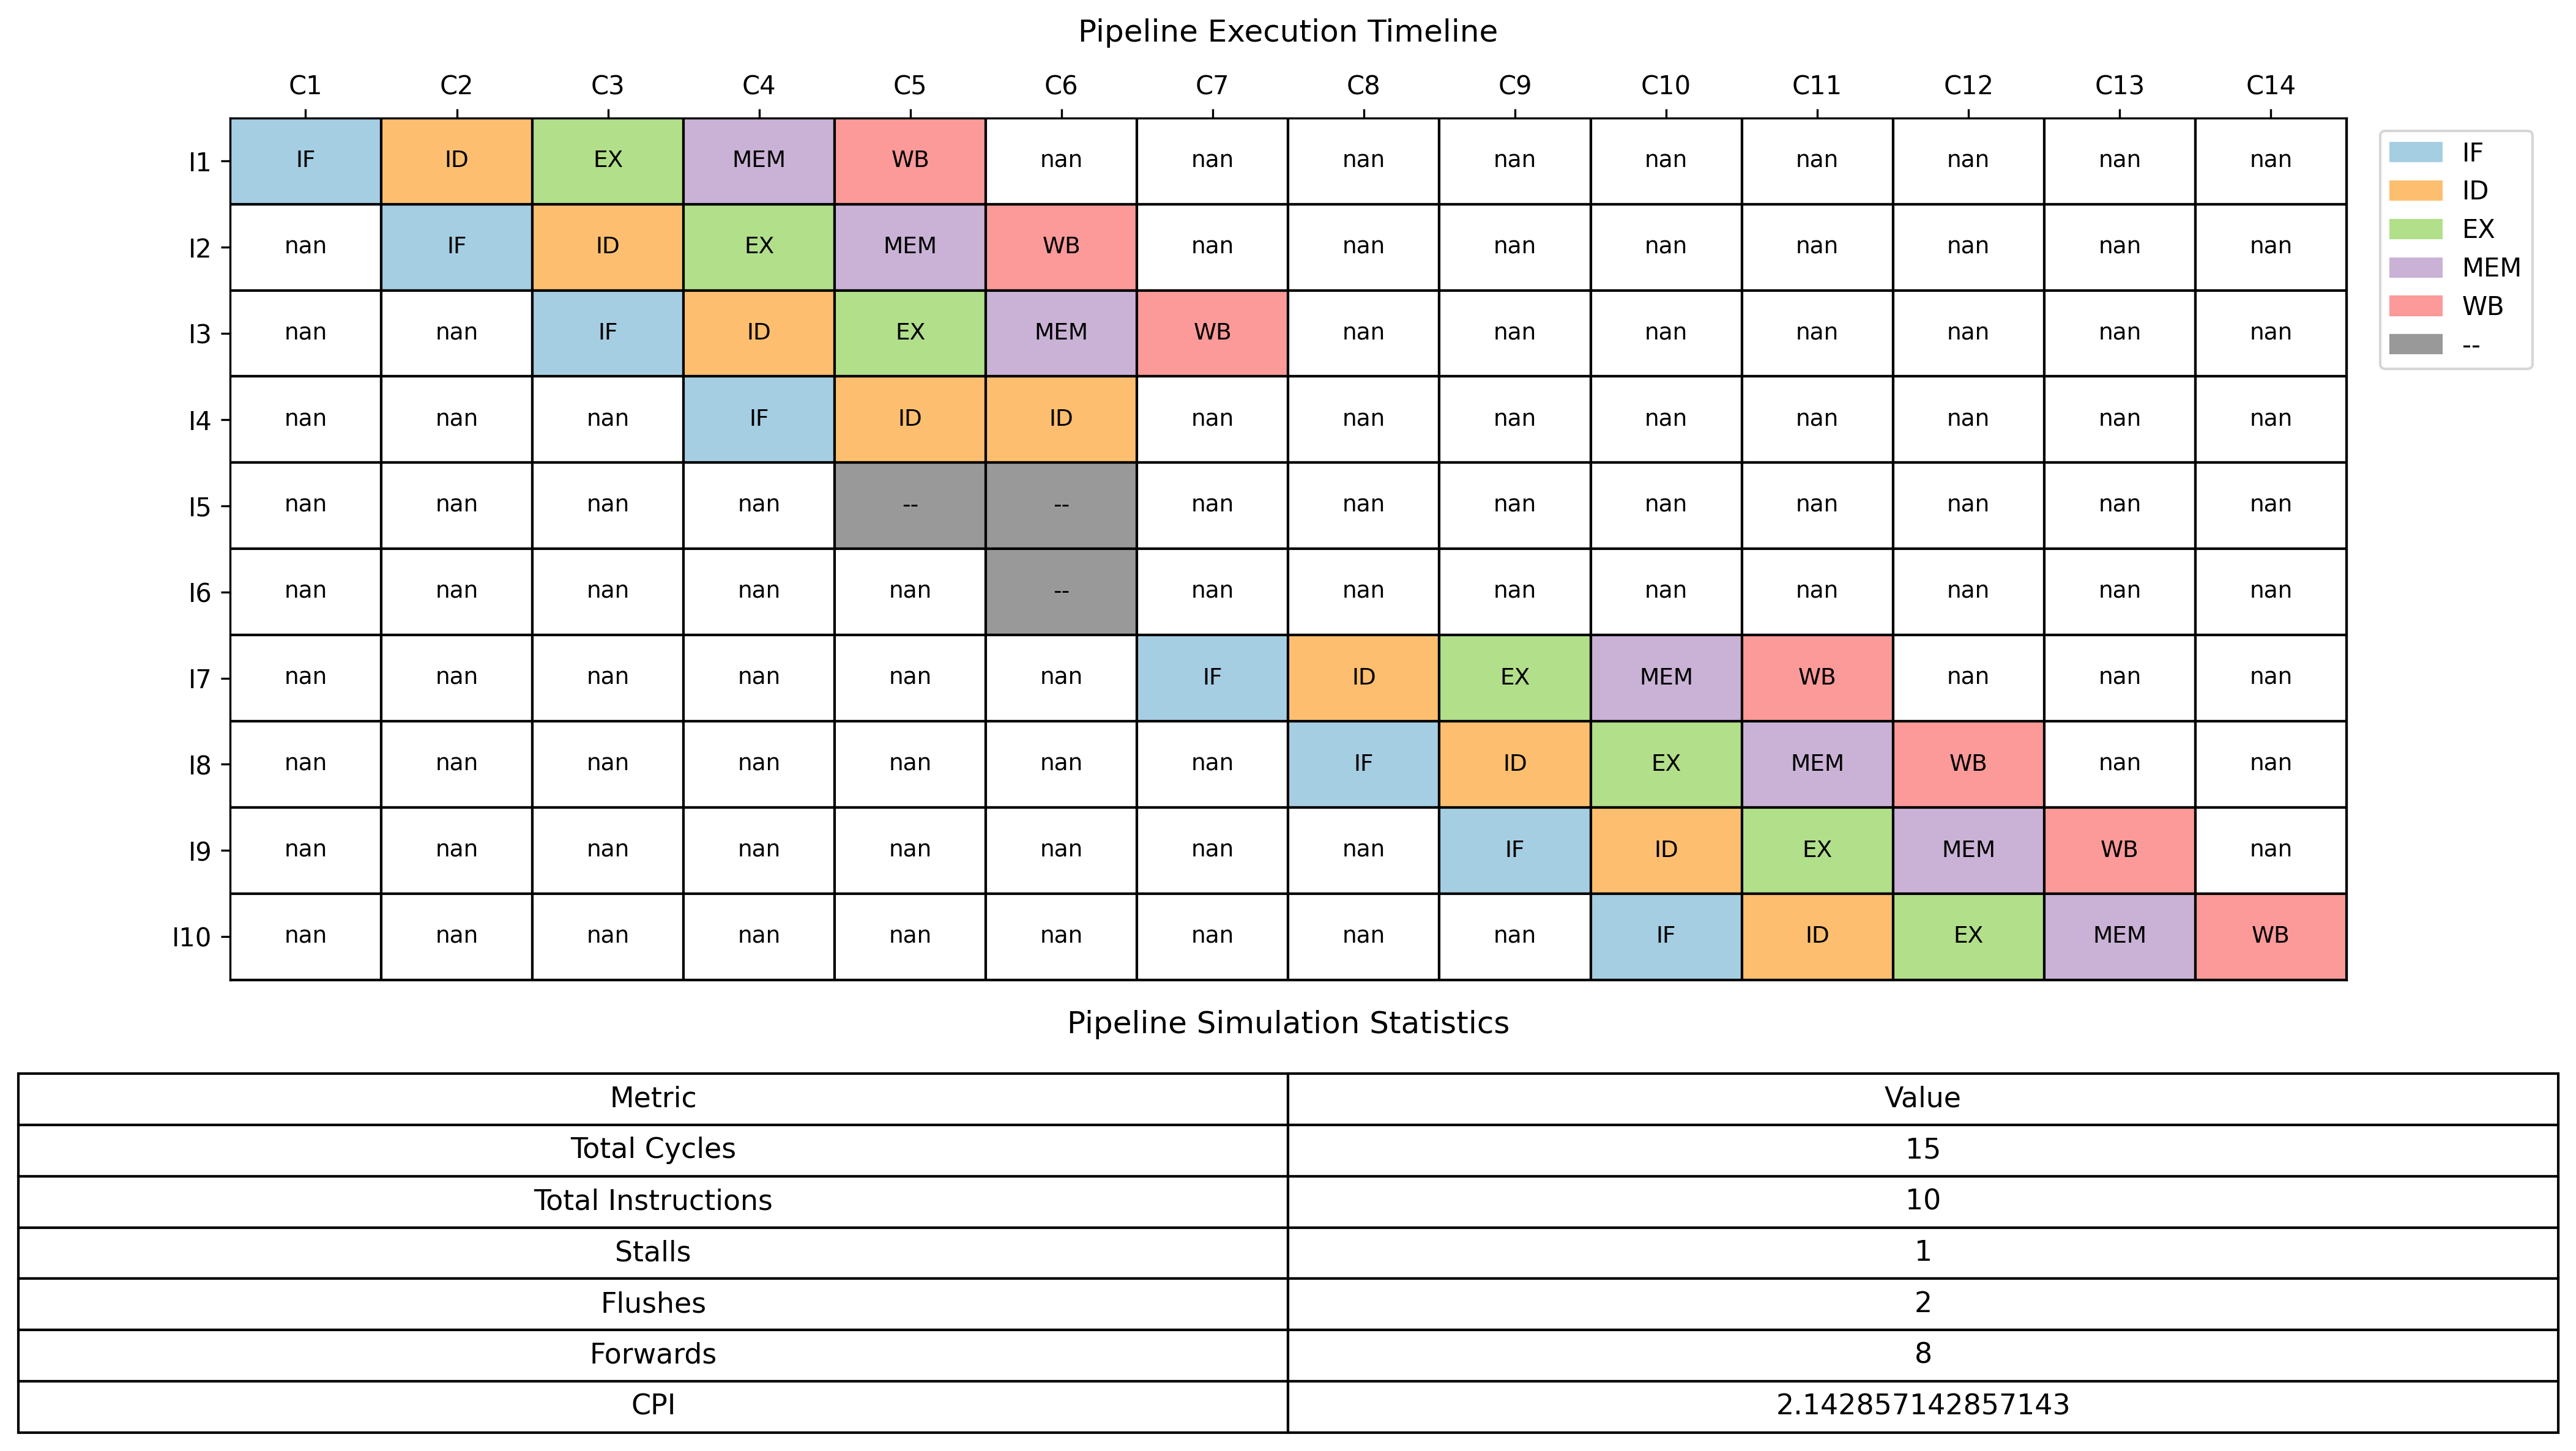 Pipeline Execution Timeline
C1 C2 C3 C4 C5 C6 C7 C8 C9 C10 C11 C12 C13 C14
I1 IF ID EX MEM WB nan nan nan nan nan nan nan nan nan
I2 nan IF ID EX MEM WB nan nan nan nan nan nan nan nan
I3 nan nan IF ID EX MEM WB nan nan nan nan nan nan nan
I4 nan nan nan IF ID ID nan nan nan nan nan nan nan nan
I5 nan nan nan nan -- -- nan nan nan nan nan nan nan nan
I6 nan nan nan nan nan -- nan nan nan nan nan nan nan nan
I7 nan nan nan nan nan nan IF ID EX MEM WB nan nan nan
I8 nan nan nan nan nan nan nan IF ID EX MEM WB nan nan
I9 nan nan nan nan nan nan nan nan IF ID EX MEM WB nan
I10 nan nan nan nan nan nan nan nan nan IF ID EX MEM WB
IF
ID
EX
MEM
WB
--
Pipeline Simulation Statistics
Metric Value
Total Cycles 15
Total Instructions 10
Stalls 1
Flushes 2
Forwards 8
CPI 2.142857142857143